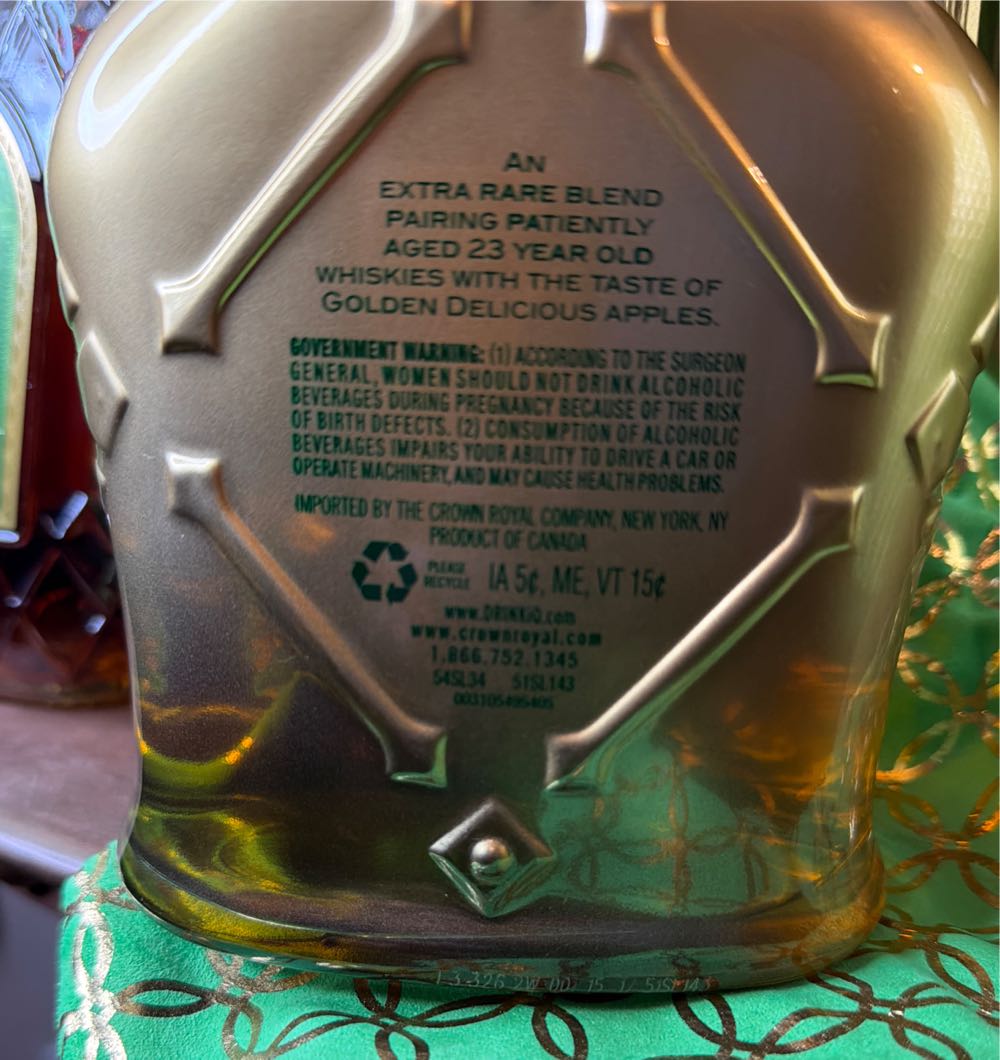 AN
EXTRA RARE BLEND
PAIRING PATIENTLY
AGED 23 YEAR OLD
WHISKIES WITH THE TASTE OF
GOLDEN DELICIOUS APPLES.
GOVERNMENT WARNING: (1) ACCORDING TO THE SURGEON
GENERAL, WOMEN SHOULD NOT DRINK ALCOHOLIC
BEVERAGES DURING PREGNANCY BECAUSE OF THE RISK
OF BIRTH DEFECTS. (2) CONSUMPTION OF ALCOHOLIC
BEVERAGES IMPAIRS YOUR ABILITY TO DRIVE A CAR OR
OPERATE MACHINERY, AND MAY CAUSE HEALTH PROBLEMS.
IMPORTED BY THE CROWN ROYAL COMPANY, NEW YORK, NY
PRODUCT OF CANADA
PLEASE
RECYCLE
IA 5¢, ME, VT 15¢
www.DRINKiQ.com
www.crownroyal.com
1.866.752.1345
54SL34 51SL143